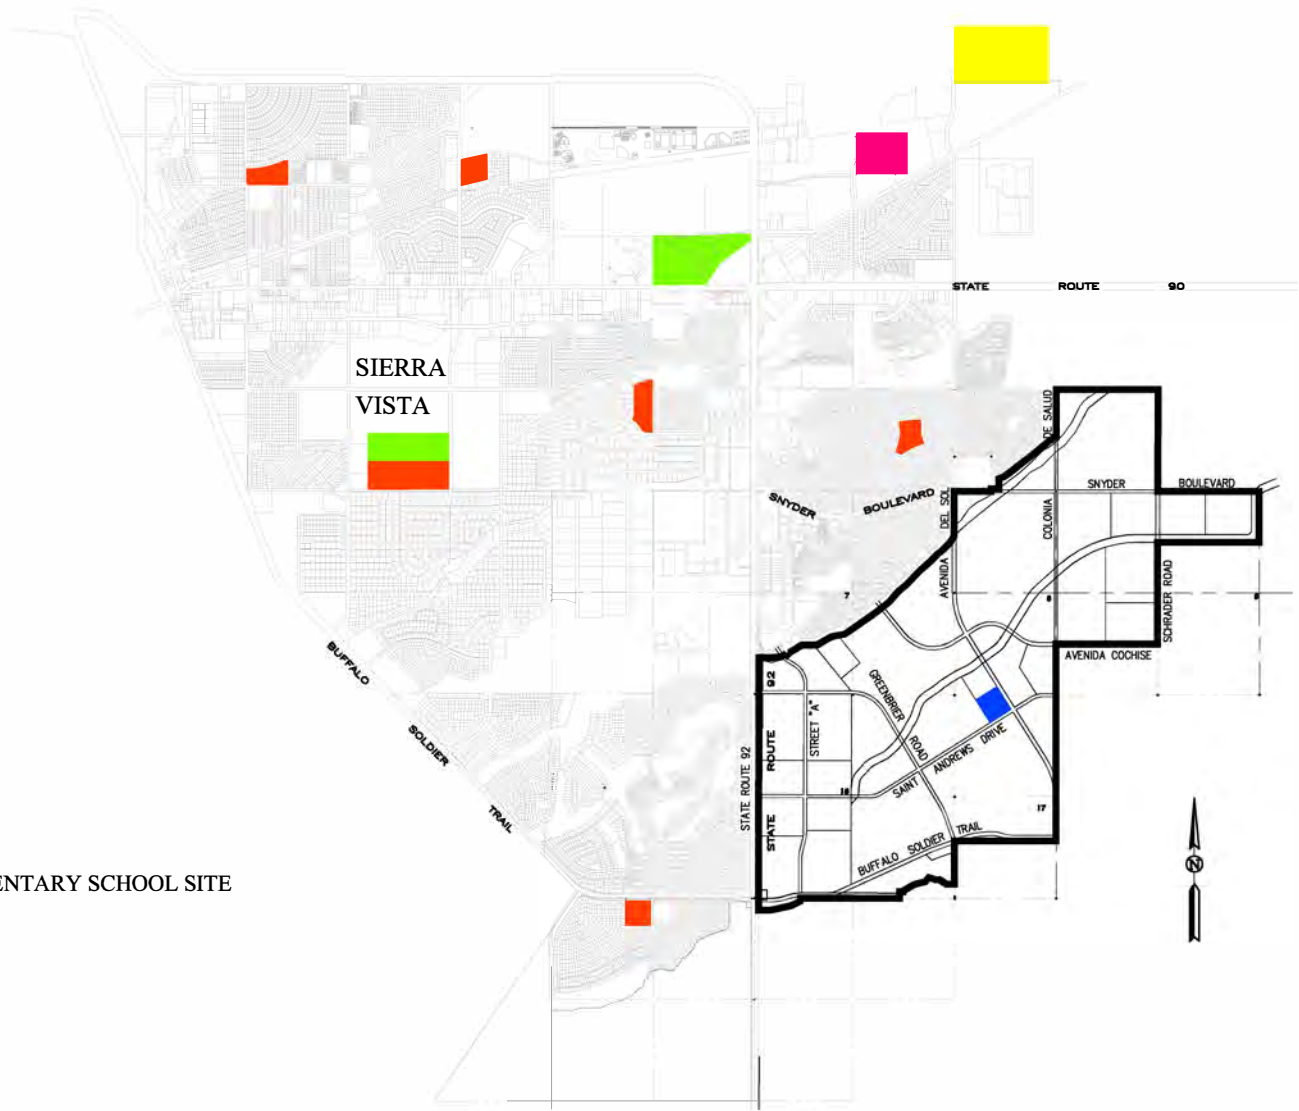 STATE ROUTE 90
SIERRA
VISTA
DE SALUD
SNYDER BOULEVARD
SNYDER BOULEVARD
AVENIDA DEL SOL
COLONIA
SCHRADER ROAD
7
AVENIDA COCHISE
BUFFALO SOLDIER TRAIL
STATE ROUTE 92
STATE ROUTE 92
STREET "A"
GREENBRIER ROAD
SAINT ANDREWS DRIVE
17
BUFFALO SOLDIER TRAIL
N
ENTARY SCHOOL SITE